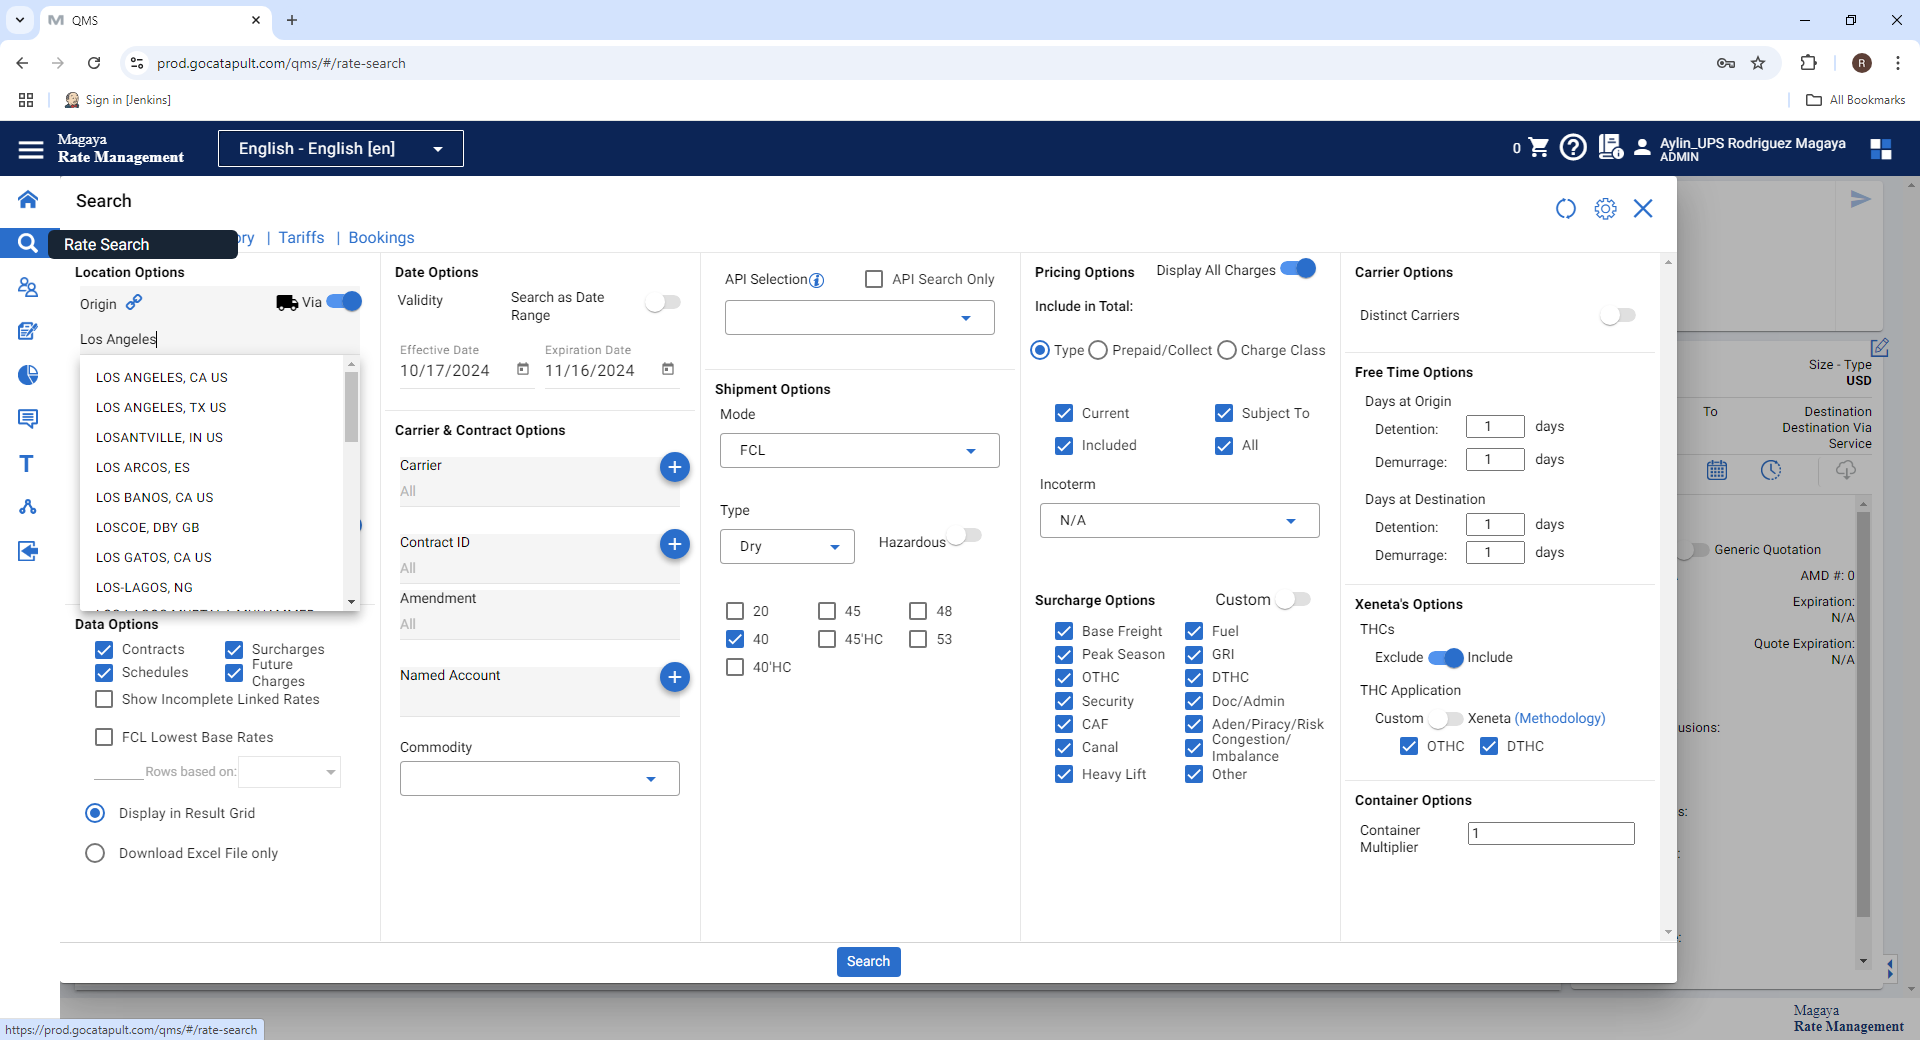 QMS
prod.gocatapult.com/qms/#/rate-search
R
Sign in [Jenkins]
All Bookmarks
Magaya
Rate Management
English - English [en]
0
Aylin_UPS Rodriguez Magaya
ADMIN
Search
Rate Search
ory | Tariffs | Bookings
Location Options
Origin
Via
Los Angeles
LOS ANGELES, CA US
LOS ANGELES, TX US
LOSANTVILLE, IN US
LOS ARCOS, ES
LOS BANOS, CA US
LOSCOE, DBY GB
LOS GATOS, CA US
LOS-LAGOS, NG
Data Options
Contracts
Surcharges
Schedules
Future Charges
Show Incomplete Linked Rates
FCL Lowest Base Rates
Rows based on:
Display in Result Grid
Download Excel File only
Date Options
Validity
Search as Date Range
Effective Date
10/17/2024
Expiration Date
11/16/2024
Carrier & Contract Options
Carrier
All
Contract ID
All
Amendment
All
Named Account
Commodity
API Selection
API Search Only
Shipment Options
Mode
FCL
Type
Dry
Hazardous
20
45
48
40
45'HC
53
40'HC
Search
Pricing Options
Display All Charges
Include in Total:
Type
Prepaid/Collect
Charge Class
Current
Subject To
Included
All
Incoterm
N/A
Surcharge Options
Custom
Base Freight
Fuel
Peak Season
GRI
OTHC
DTHC
Security
Doc/Admin
CAF
Aden/Piracy/Risk
Canal
Congestion/
Imbalance
Heavy Lift
Other
Carrier Options
Distinct Carriers
Free Time Options
Days at Origin
Detention: 1 days
Demurrage: 1 days
Days at Destination
Detention: 1 days
Demurrage: 1 days
Xeneta's Options
THCs
Exclude
Include
THC Application
Custom
Xeneta (Methodology)
OTHC
DTHC
Container Options
Container
Multiplier
1
Size - Type
USD
To
Destination
Destination Via
Service
Generic Quotation
AMD #: 0
Expiration:
N/A
Quote Expiration:
N/A
usions:
s:
Magaya
Rate Management
https://prod.gocatapult.com/qms/#/rate-search